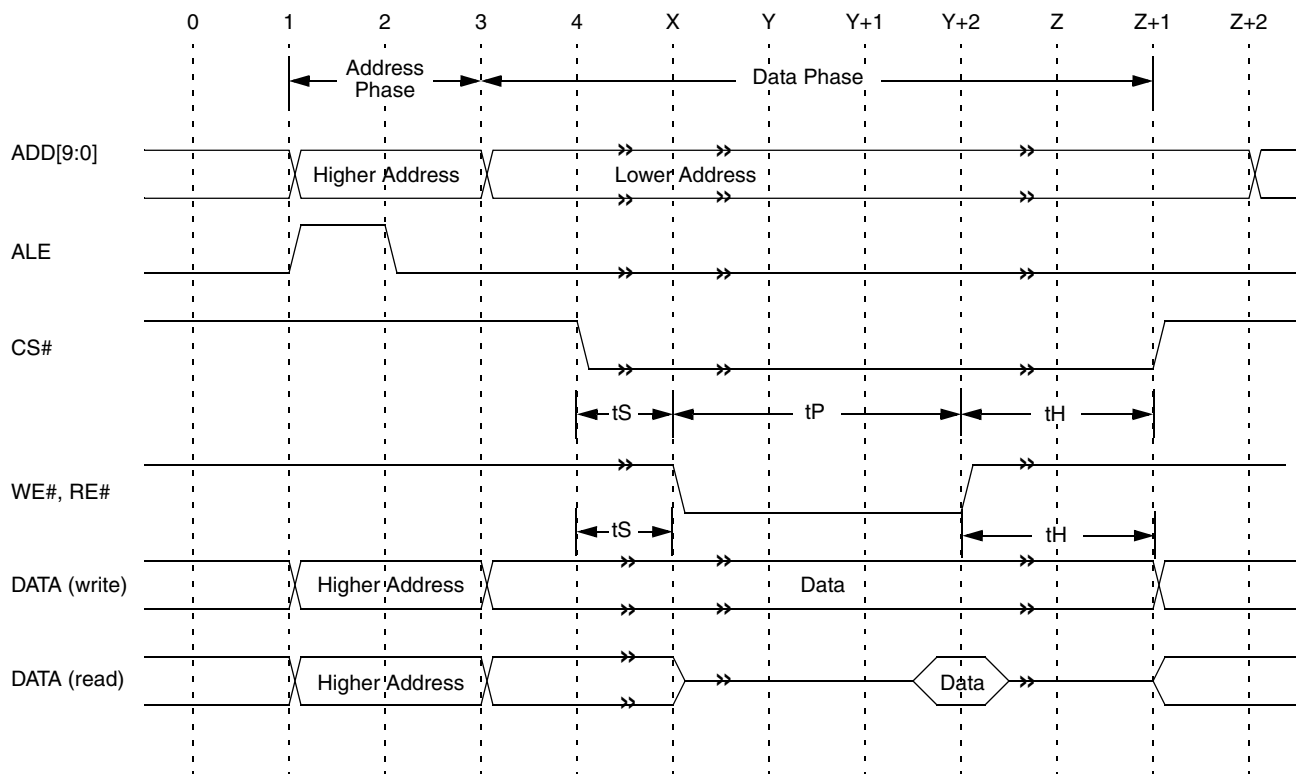 0 1 2 3 4 X Y Y+1 Y+2 Z Z+1 Z+2
Address
Phase
Data Phase
ADD[9:0]
Higher Address
Lower Address
ALE
CS#
tS
tP
tH
WE#, RE#
tS
tH
DATA (write)
Higher Address
Data
DATA (read)
Higher Address
Data